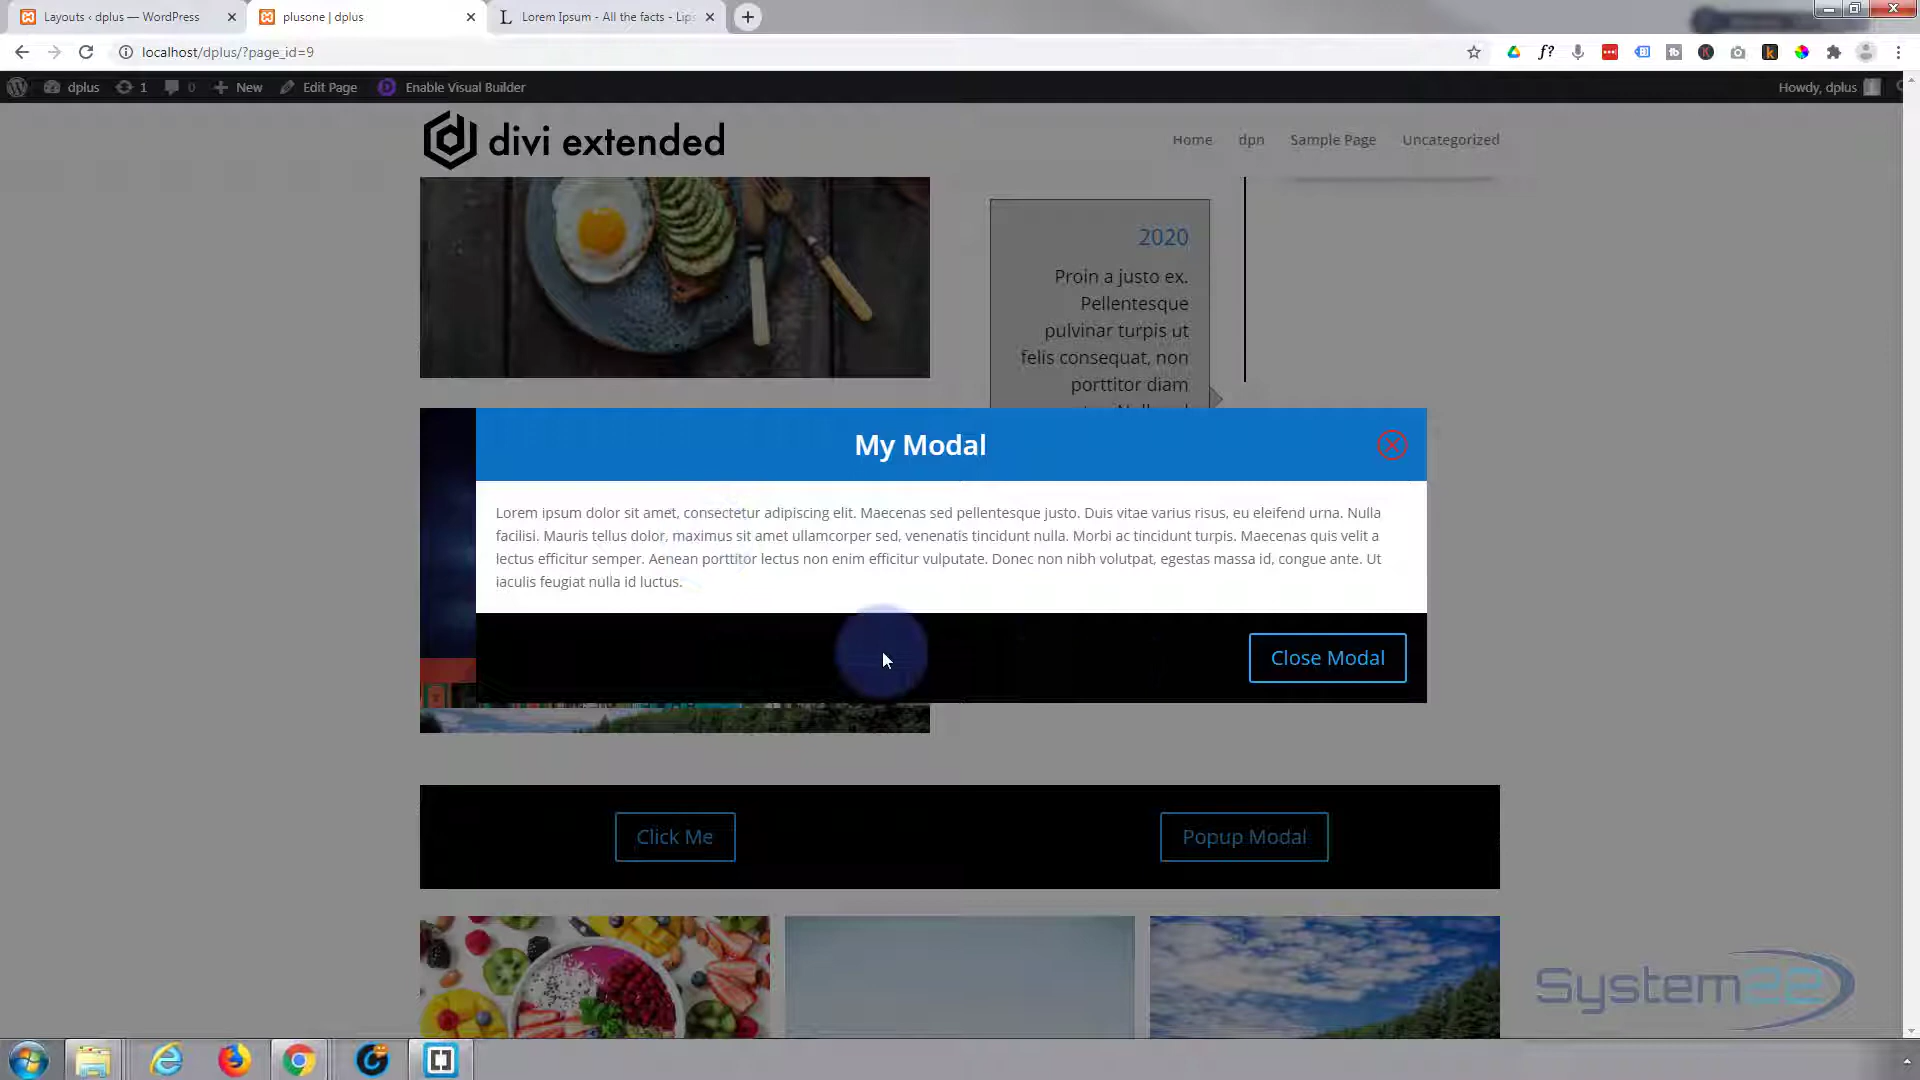 Layouts ‹ dplus — WordPress
plusone | dplus
Lorem Ipsum - All the facts - Lips
localhost/dplus/?page_id=9
dplus
1
0
New
Edit Page
Enable Visual Builder
Howdy, dplus
divi extended
Home
dpn
Sample Page
Uncategorized
2020
Proin a justo ex.
Pellentesque
pulvinar turpis ut
felis consequat, non
porttitor diam
My Modal
Lorem ipsum dolor sit amet, consectetur adipiscing elit. Maecenas sed pellentesque justo. Duis vitae varius risus, eu eleifend urna. Nulla
facilisi. Mauris tellus dolor, maximus sit amet ullamcorper sed, venenatis tincidunt nulla. Morbi ac tincidunt turpis. Maecenas quis velit a
lectus efficitur semper. Aenean porttitor lectus non enim efficitur vulputate. Donec non nibh volutpat, egestas massa id, congue ante. Ut
iaculis feugiat nulla id luctus.
Close Modal
Click Me
Popup Modal
System22